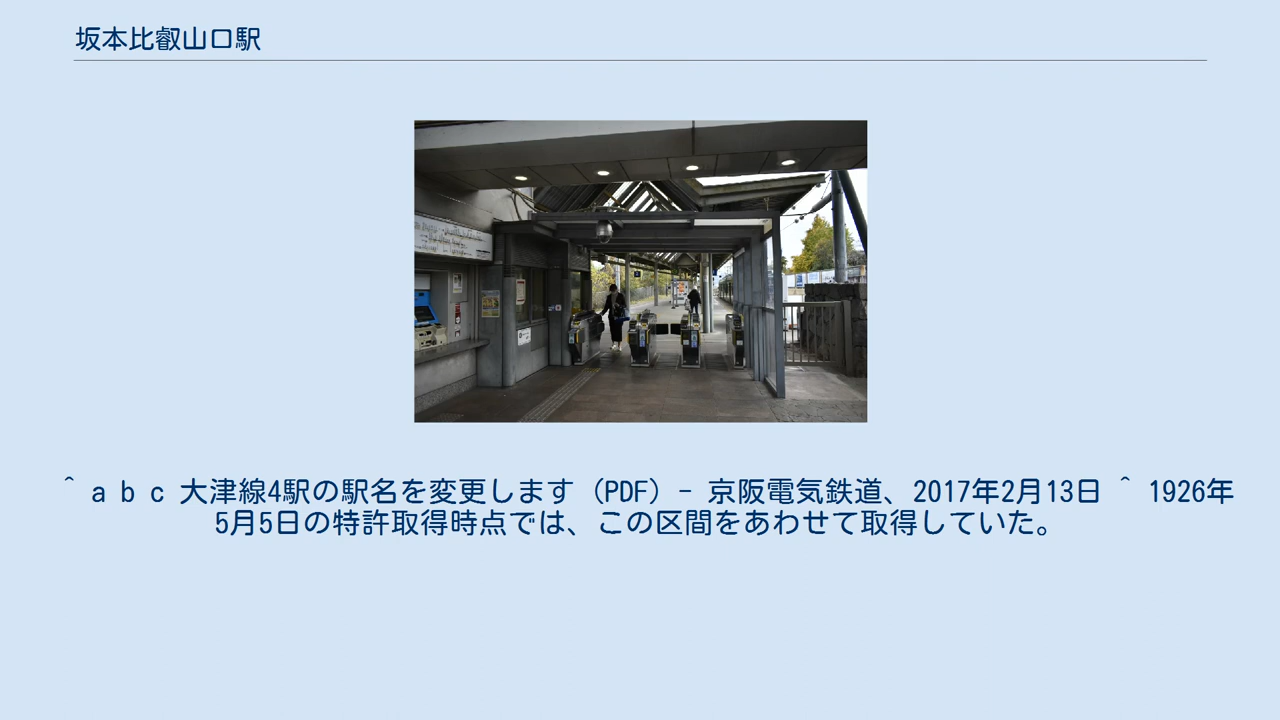 坂本比叡山口駅
^ a b c 大津線4駅の駅名を変更します（PDF）- 京阪電気鉄道、2017年2月13日 ^ 1926年
5月5日の特許取得時点では、この区間をあわせて取得していた。